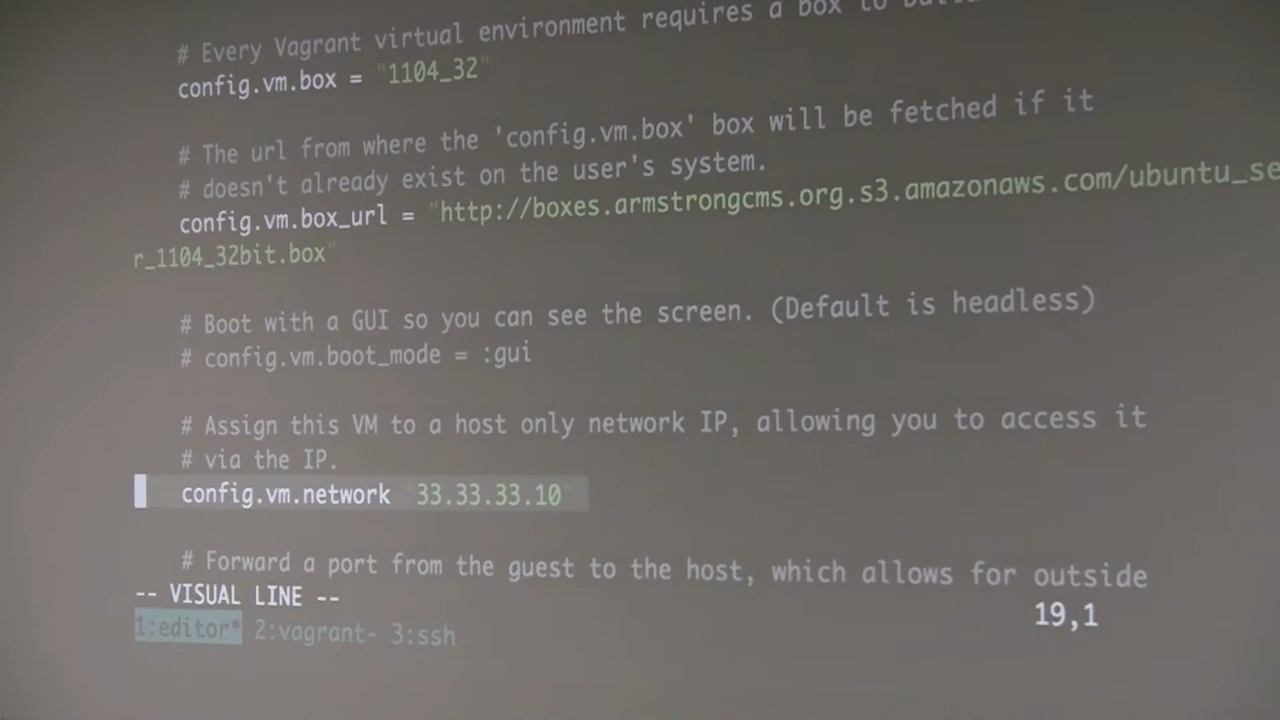 # Every Vagrant virtual environment requires a box to
config.vm.box = "1104_32"
# The url from where the 'config.vm.box' box will be fetched if it
# doesn't already exist on the user's system.
config.vm.box_url = "http://boxes.armstrongcms.org.s3.amazonaws.com/ubuntu_se
r_1104_32bit.box"
# Boot with a GUI so you can see the screen. (Default is headless)
# config.vm.boot_mode = :gui
# Assign this VM to a host only network IP, allowing you to access it
# via the IP.
config.vm.network "33.33.33.10"
# Forward a port from the guest to the host, which allows for outside
-- VISUAL LINE --
19,1
1:editor* 2:vagrant- 3:ssh